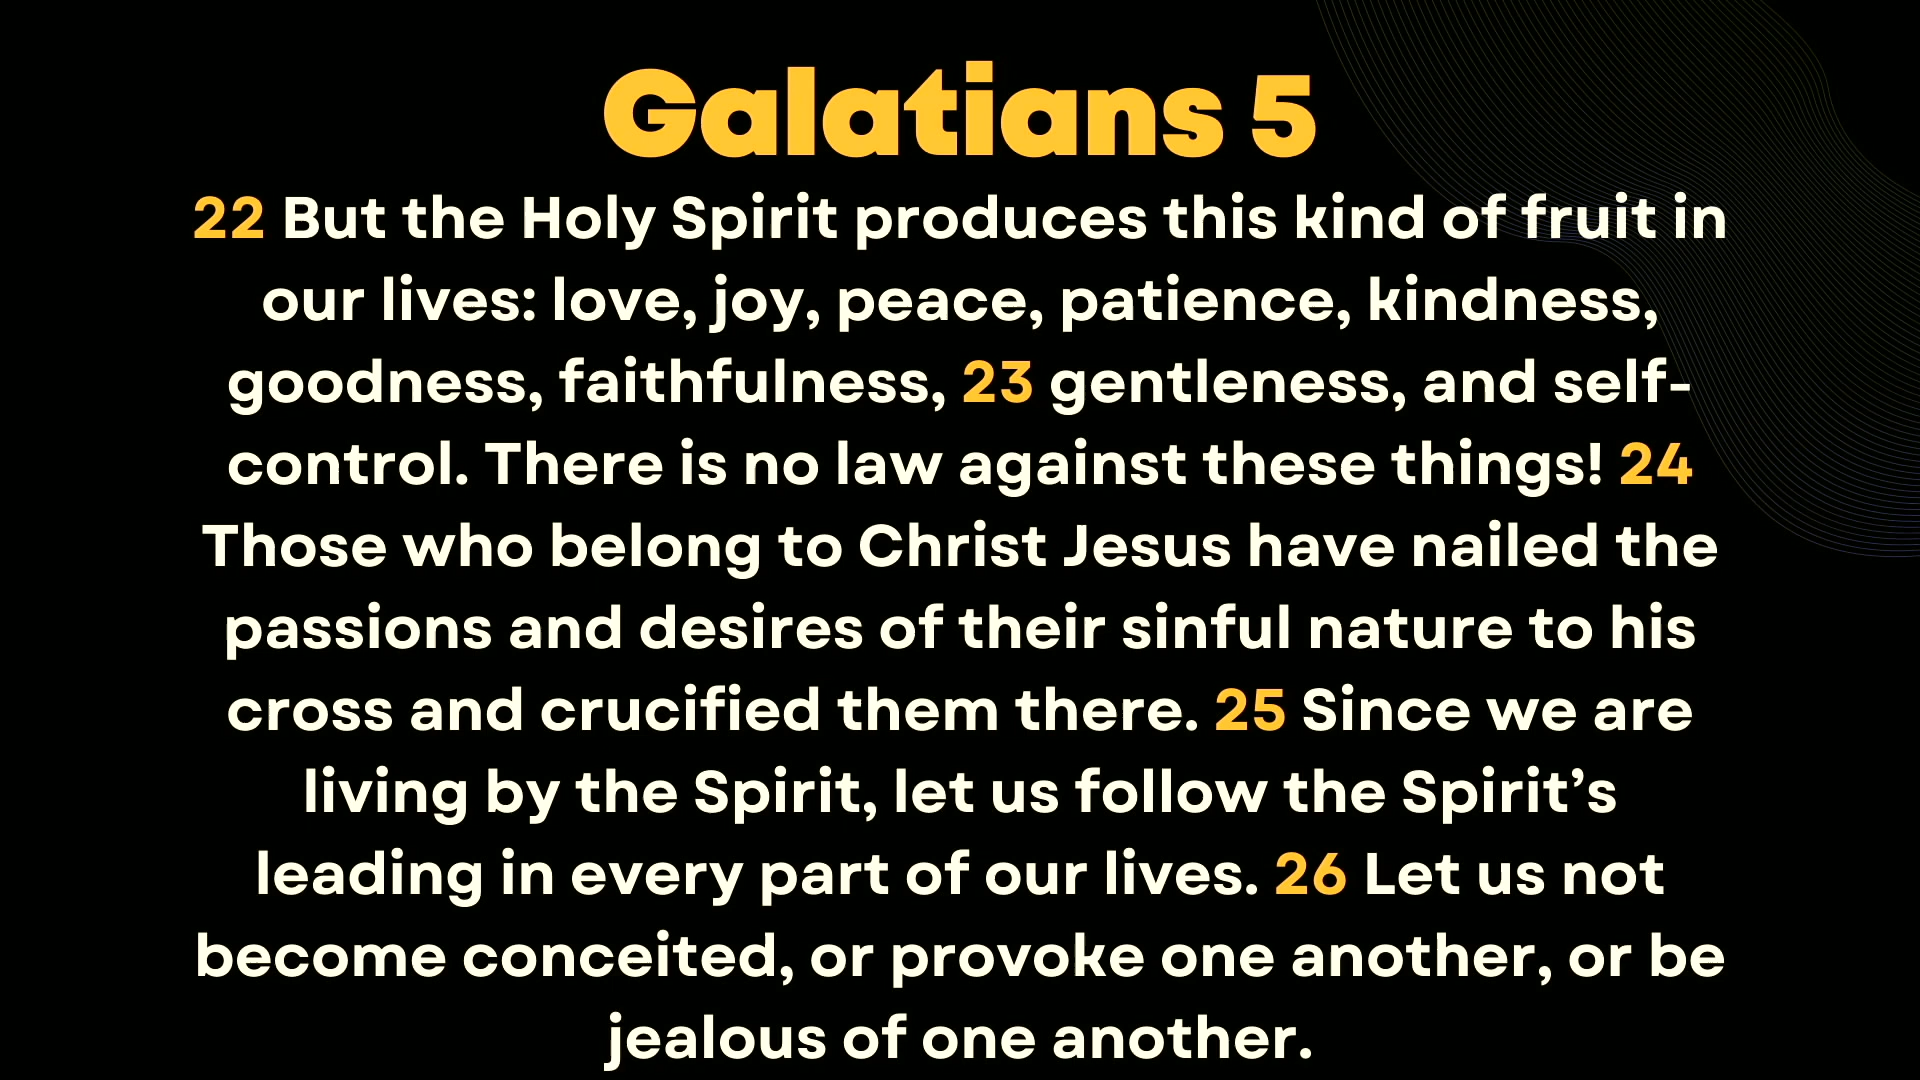 Galatians 5
22 But the Holy Spirit produces this kind of fruit in
our lives: love, joy, peace, patience, kindness,
goodness, faithfulness, 23 gentleness, and self-
control. There is no law against these things! 24
Those who belong to Christ Jesus have nailed the
passions and desires of their sinful nature to his
cross and crucified them there. 25 Since we are
living by the Spirit, let us follow the Spirit’s
leading in every part of our lives. 26 Let us not
become conceited, or provoke one another, or be
jealous of one another.